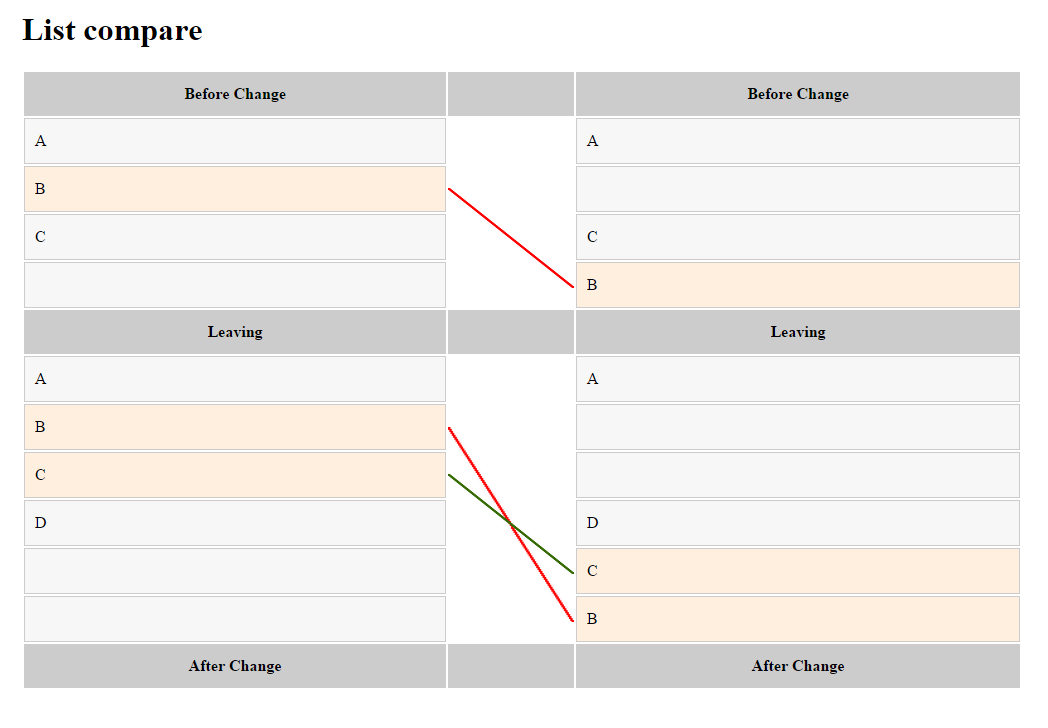 List compare
Before Change Before Change
A A
B
C C
B
Leaving Leaving
A A
B
C
D D
C
B
After Change After Change